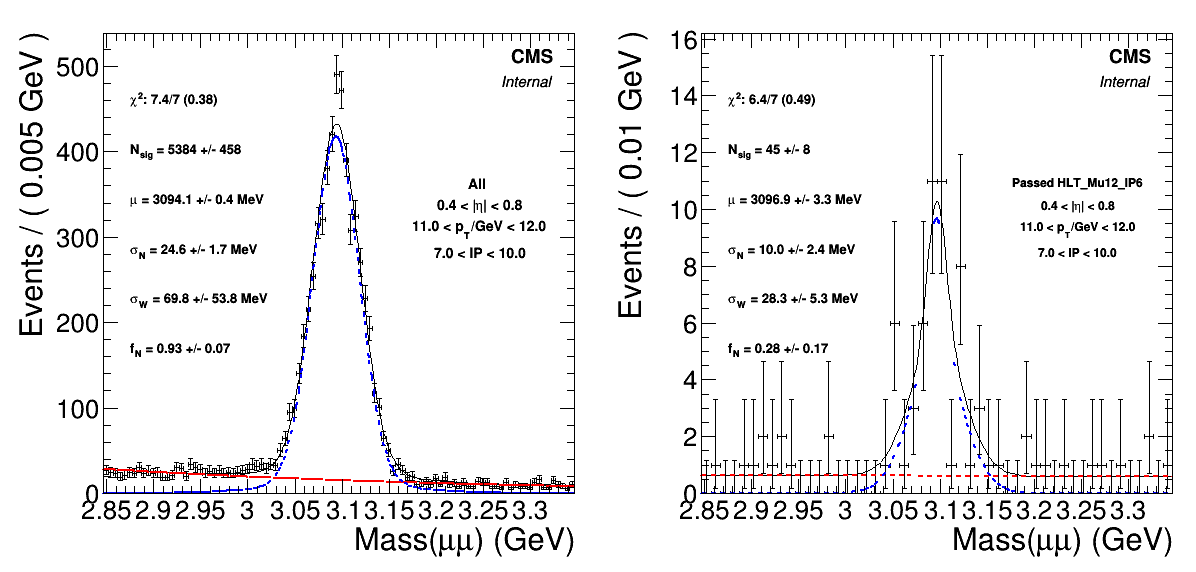 Events / ( 0.005 GeV )
500
400
300
200
100
0
CMS
Internal
χ²: 7.4/7 (0.38)
N_sig = 5384 +/- 458
μ = 3094.1 +/- 0.4 MeV
σ_N = 24.6 +/- 1.7 MeV
σ_W = 69.8 +/- 53.8 MeV
f_N = 0.93 +/- 0.07
All
0.4 < |η| < 0.8
11.0 < p_T/GeV < 12.0
7.0 < IP < 10.0
2.85 2.9 2.95 3 3.05 3.1 3.15 3.2 3.25 3.3
Mass(μμ) (GeV)
Events / ( 0.01 GeV )
16
14
12
10
8
6
4
2
0
CMS
Internal
χ²: 6.4/7 (0.49)
N_sig = 45 +/- 8
μ = 3096.9 +/- 3.3 MeV
σ_N = 10.0 +/- 2.4 MeV
σ_W = 28.3 +/- 5.3 MeV
f_N = 0.28 +/- 0.17
Passed HLT_Mu12_IP6
0.4 < |η| < 0.8
11.0 < p_T/GeV < 12.0
7.0 < IP < 10.0
2.85 2.9 2.95 3 3.05 3.1 3.15 3.2 3.25 3.3
Mass(μμ) (GeV)